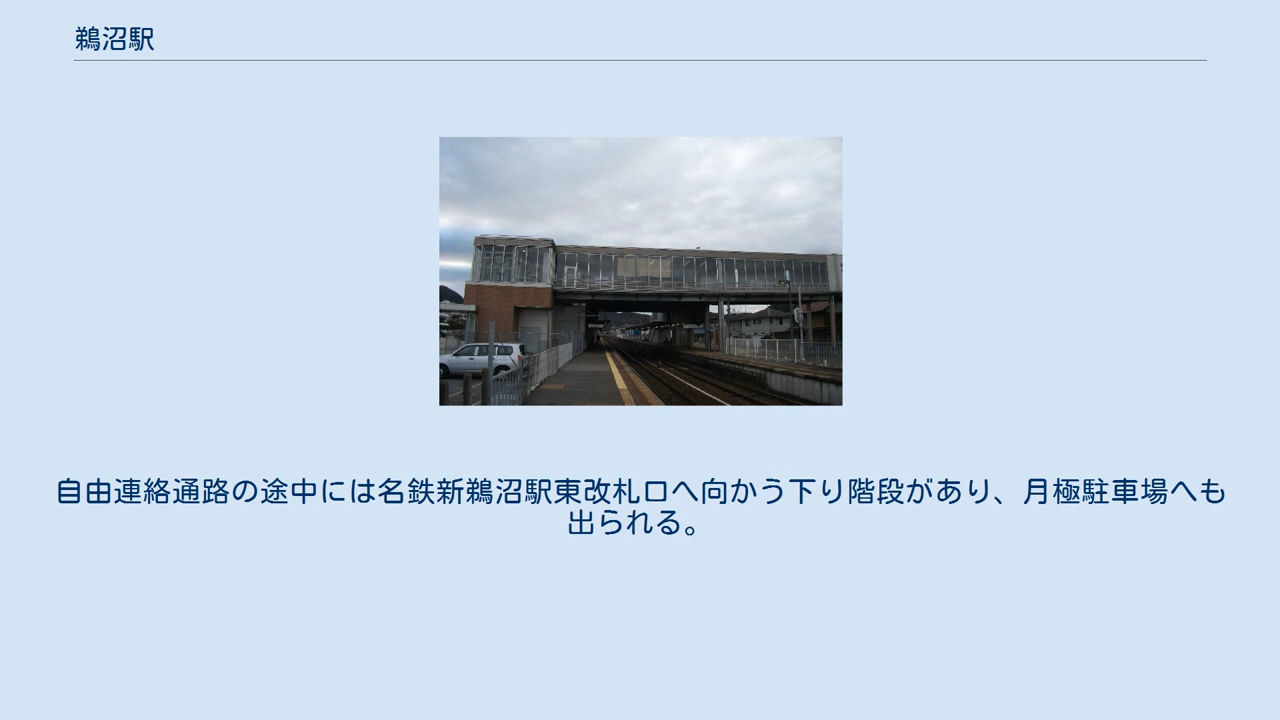 鵜沼駅
自由連絡通路の途中には名鉄新鵜沼駅東改札口へ向かう下り階段があり、月極駐車場へも
出られる。